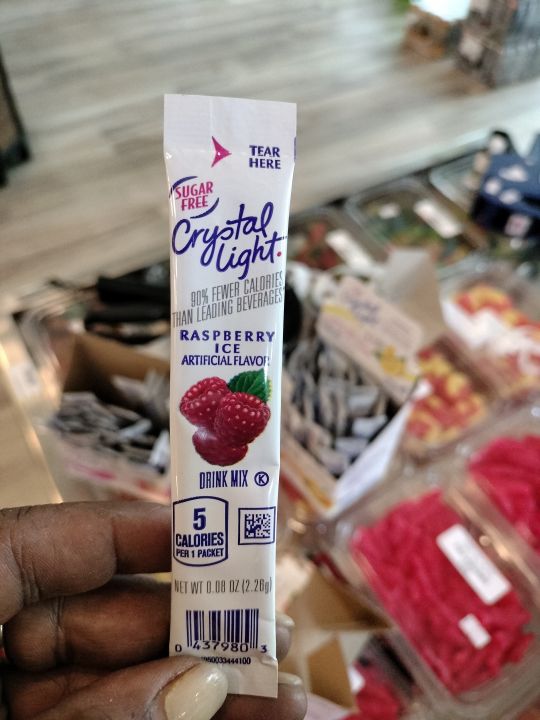 TEAR
HERE
SUGAR
FREE
Crystal
Light
90% FEWER CALORIES
THAN LEADING BEVERAGES
RASPBERRY
ICE
ARTIFICIAL FLAVOR
DRINK MIX K
5
CALORIES
PER 1 PACKET
NET WT 0.08 OZ (2.26g)
0 437980 3